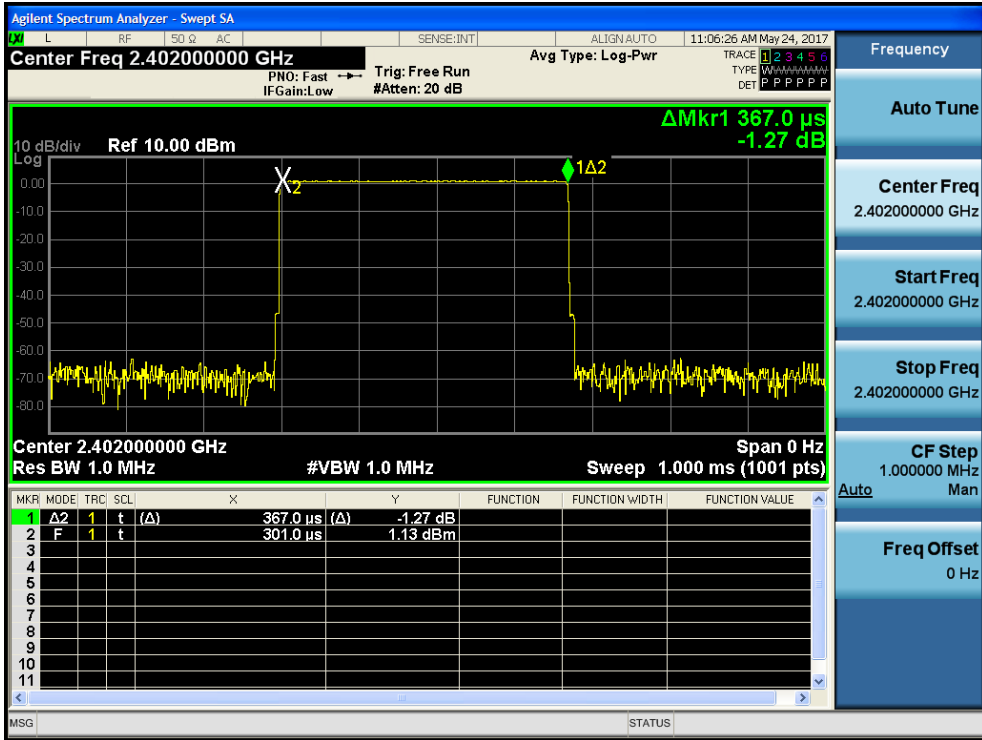 Agilent Spectrum Analyzer - Swept SA
LXI L RF 50 Ω AC SENSE:INT ALIGN AUTO 11:06:26 AM May 24, 2017
Center Freq 2.402000000 GHz
PNO: Fast
IFGain:Low
Trig: Free Run
#Atten: 20 dB
Avg Type: Log-Pwr
TRACE 1 2 3 4 5 6
TYPE
DET P P P P P P
ΔMkr1 367.0 µs
-1.27 dB
10 dB/div Ref 10.00 dBm
Log
1Δ2
2
0.00
-10.0
-20.0
-30.0
-40.0
-50.0
-60.0
-70.0
-80.0
Center 2.402000000 GHz Span 0 Hz
Res BW 1.0 MHz #VBW 1.0 MHz Sweep 1.000 ms (1001 pts)
MKR MODE TRC SCL X Y FUNCTION FUNCTION WIDTH FUNCTION VALUE
1 Δ2 1 t (Δ) 367.0 µs (Δ) -1.27 dB
2 F 1 t 301.0 µs 1.13 dBm
3
4
5
6
7
8
9
10
11
MSG STATUS
Frequency
Auto Tune
Center Freq
2.402000000 GHz
Start Freq
2.402000000 GHz
Stop Freq
2.402000000 GHz
CF Step
1.000000 MHz
Auto Man
Freq Offset
0 Hz